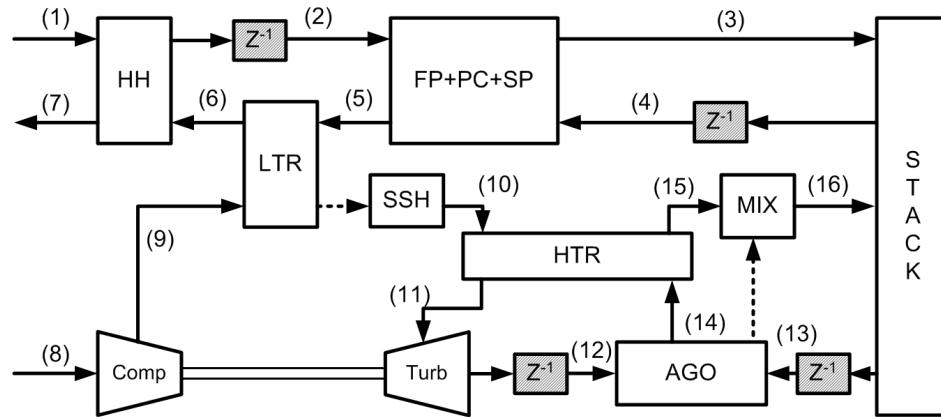 (1)
(2)
(3)
HH
Z-1
FP+PC+SP
(7)
(6)
(5)
(4)
Z-1
LTR
STACK
SSH
(10)
(15)
MIX
(16)
(9)
HTR
(11)
(8)
Comp
Turb
Z-1
(12)
(14)
AGO
(13)
Z-1